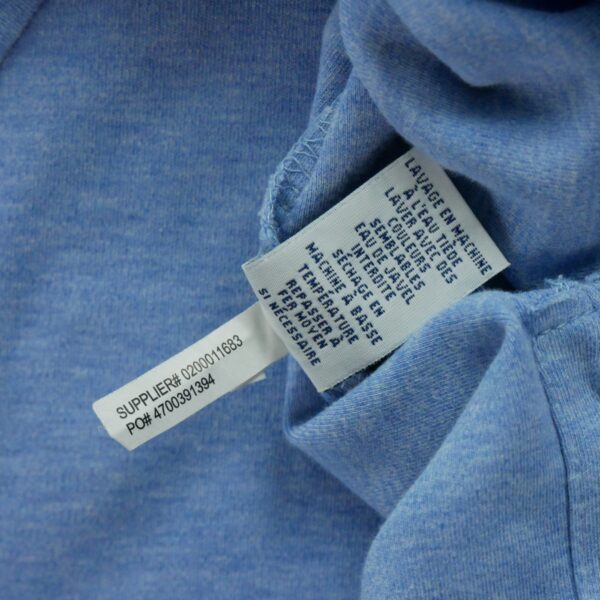 LAVAGE EN MACHINE
À L'EAU TIÈDE
LAVER AVEC DES
COULEURS
SEMBLABLES
EAU DE JAVEL
INTERDITE
SÉCHAGE EN
MACHINE A BASSE
TEMPÉRATURE
REPASSER À
FER MOYEN
SI NÉCESSAIRE
SUPPLIER# 0200011683
PO# 4700391394